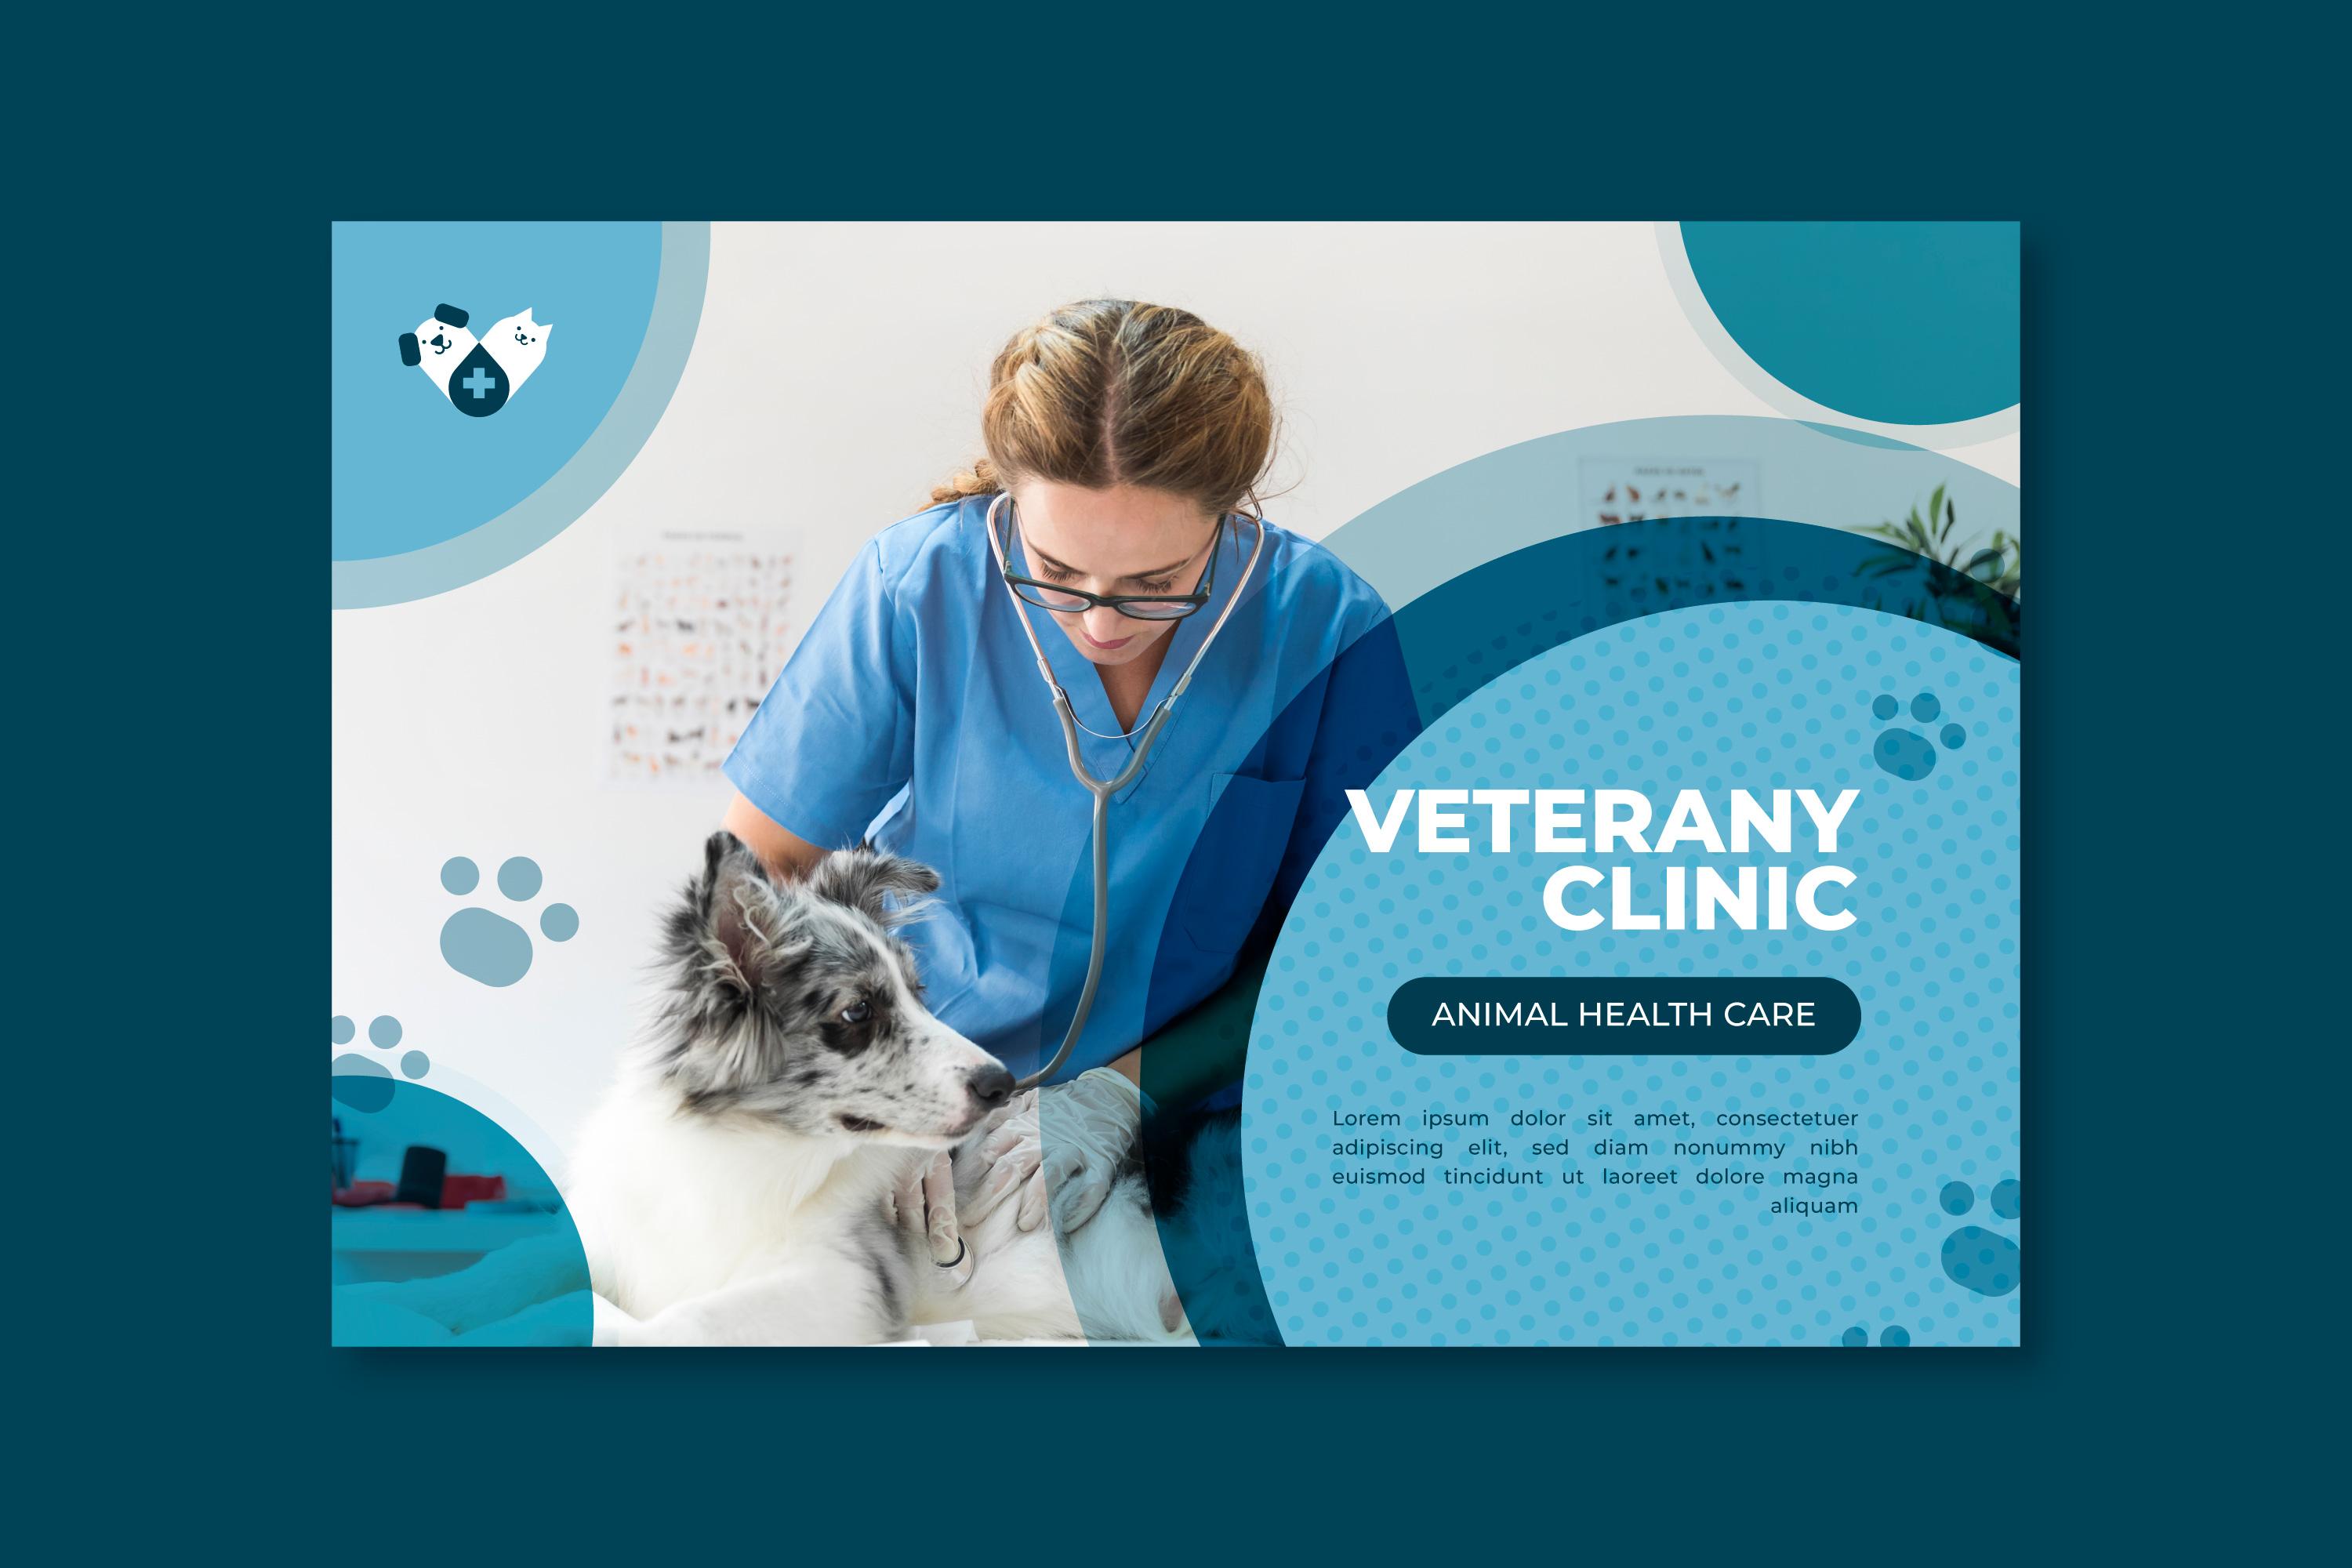 VETERANY
CLINIC
ANIMAL HEALTH CARE
Lorem ipsum dolor sit amet, consectetuer
adipiscing elit, sed diam nonummy nibh
euismod tincidunt ut laoreet dolore magna
aliquam